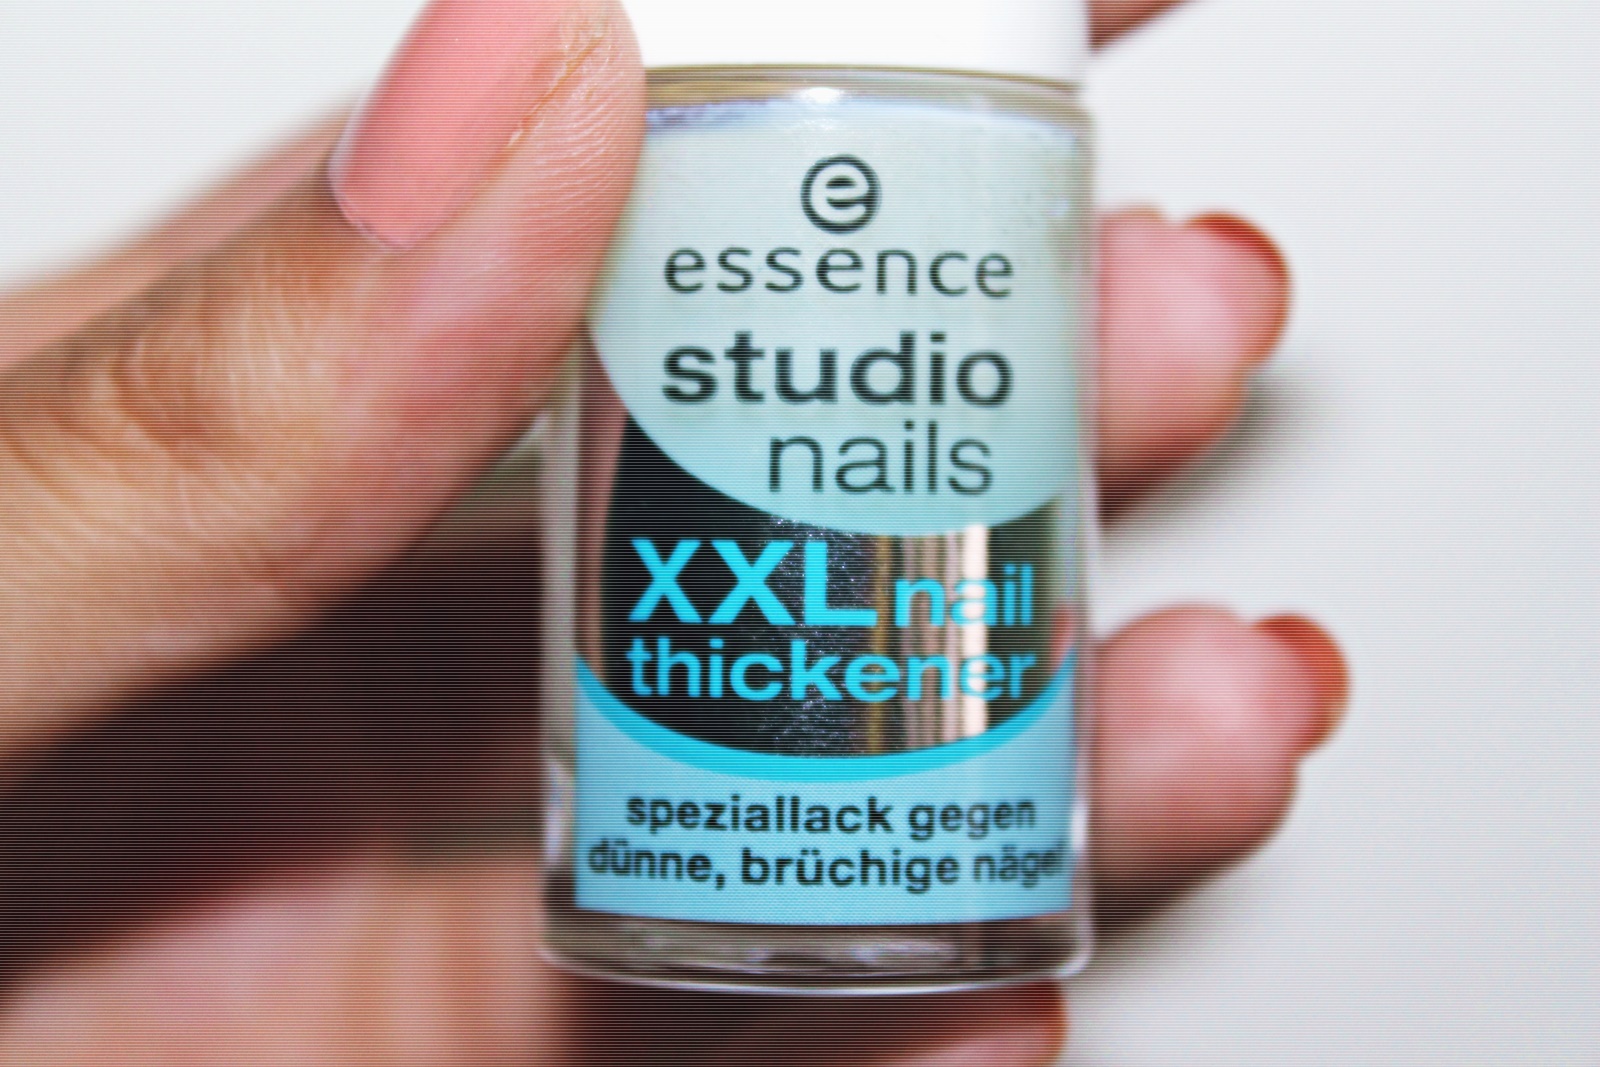 e
essence
studio
nails
XXL nail
thickener
speziallack gegen
dünne, brüchige nägel